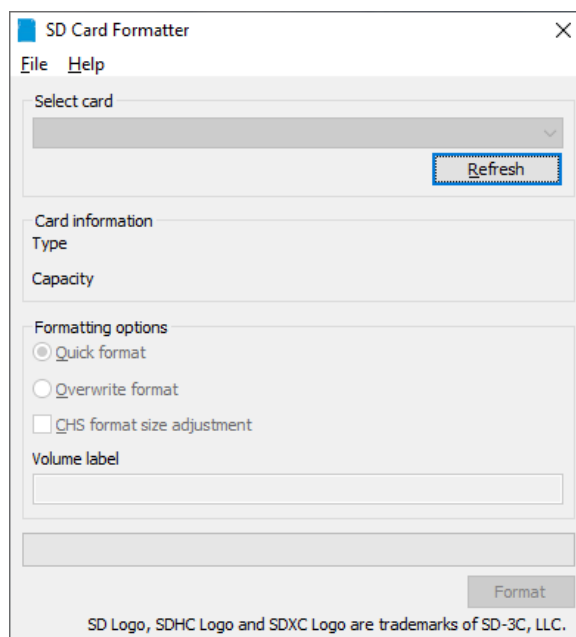 SD Card Formatter
File Help
Select card
Refresh
Card information
Type
Capacity
Formatting options
Quick format
Overwrite format
CHS format size adjustment
Volume label
Format
SD Logo, SDHC Logo and SDXC Logo are trademarks of SD-3C, LLC.